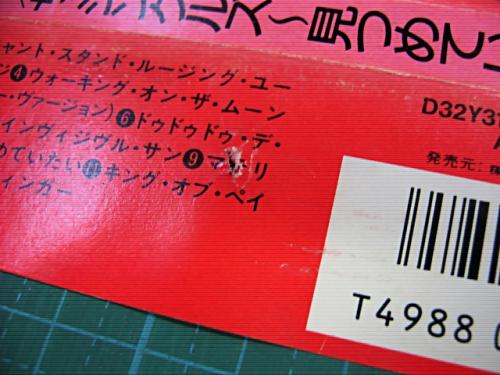 ルズ〜見つめてい
ャント・スタンド・ルージング・ユー
ジ❹ウォーキング・オン・ザ・ムーン
ー・ヴァージョン)❻ドゥドゥドゥ・デ・
インヴィジヴル・サン❾マテリ
めていたい⓫キング・オブ・ペイ
ィンガー
D32Y3
発売元:
T4988